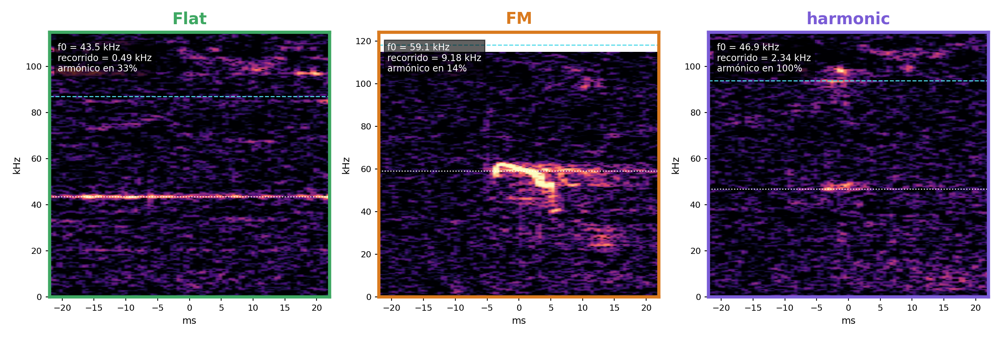 Flat
f0 = 43.5 kHz
recorrido = 0.49 kHz
armónico en 33%
kHz
100
80
60
40
20
0
−20 −15 −10 −5 0 5 10 15 20
ms
FM
f0 = 59.1 kHz
recorrido = 9.18 kHz
armónico en 14%
kHz
120
100
80
60
40
20
0
−20 −15 −10 −5 0 5 10 15 20
ms
harmonic
f0 = 46.9 kHz
recorrido = 2.34 kHz
armónico en 100%
kHz
100
80
60
40
20
0
−20 −15 −10 −5 0 5 10 15 20
ms